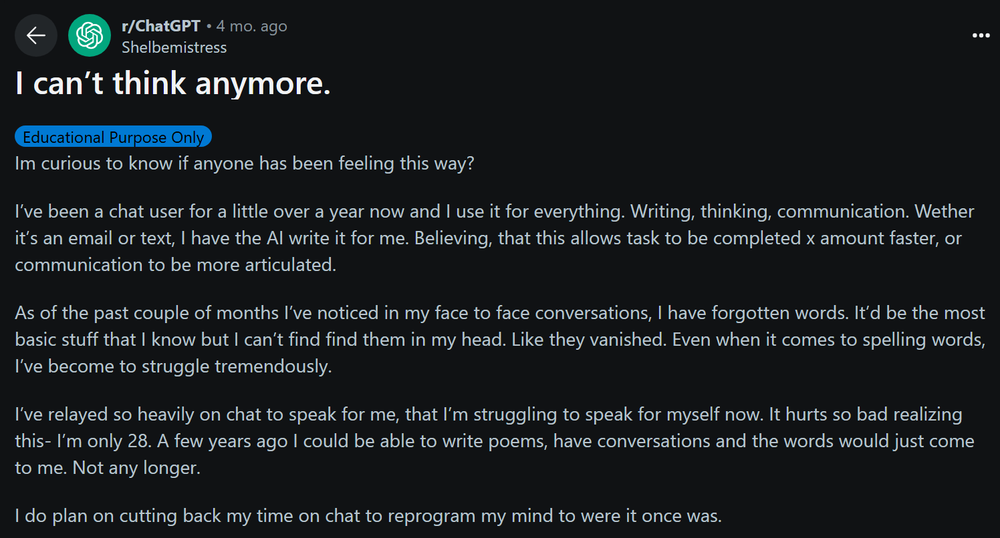 r/ChatGPT • 4 mo. ago
Shelbemistress
I can’t think anymore.
Educational Purpose Only
Im curious to know if anyone has been feeling this way?
I’ve been a chat user for a little over a year now and I use it for everything. Writing, thinking, communication. Wether
it’s an email or text, I have the AI write it for me. Believing, that this allows task to be completed x amount faster, or
communication to be more articulated.
As of the past couple of months I’ve noticed in my face to face conversations, I have forgotten words. It’d be the most
basic stuff that I know but I can’t find find them in my head. Like they vanished. Even when it comes to spelling words,
I’ve become to struggle tremendously.
I’ve relayed so heavily on chat to speak for me, that I’m struggling to speak for myself now. It hurts so bad realizing
this- I’m only 28. A few years ago I could be able to write poems, have conversations and the words would just come
to me. Not any longer.
I do plan on cutting back my time on chat to reprogram my mind to were it once was.